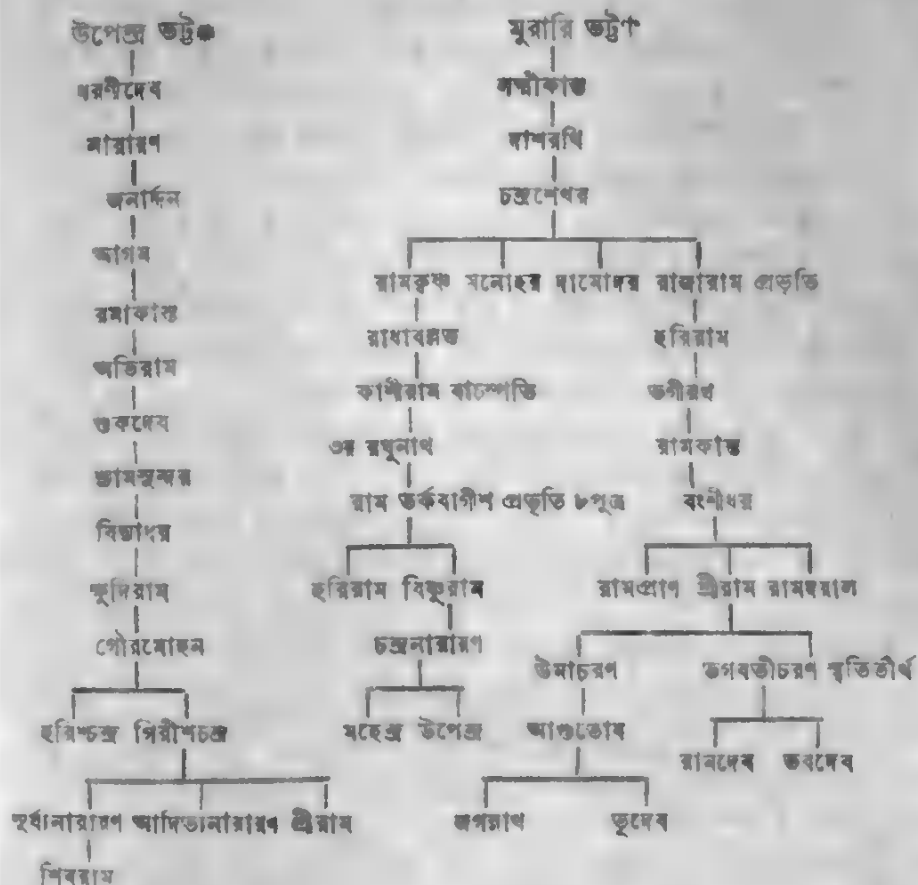 উপেন্দ্র ভট্ট
ধরণীদেব
নারায়ণ
জনার্দ্দন
আগম
রমাকান্ত
অভিরাম
শুকদেব
শ্যামসুন্দর
বিদ্যাধর
ক্ষুদিরাম
গৌরমোহন
হরিশ্চন্দ্র গিরীশচন্দ্র
সূর্যনারায়ণ আদিত্যনারায়ণ শ্রীরাম
শিবরাম
মুরারি ভট্ট
লক্ষ্মীকান্ত
দাশরথি
চন্দ্রশেখর
রামকৃষ্ণ মনোহর দামোদর রাজারাম প্রভৃতি
রাধাবল্লভ হরিরাম
কাশীরাম বাচস্পতি ভগীরথ
৩য় রঘুনাথ রামকান্ত
রাম তর্কবাগীশ প্রভৃতি ৮পুত্র বংশীধর
হরিরাম বিষ্ণুরাম রামপ্রাণ শ্রীরাম রামদয়াল
চন্দ্রনারায়ণ উমাচরণ ভগবতীচরণ স্মৃতিতীর্থ
মহেন্দ্র উপেন্দ্র আশুতোষ রামদেব ভবদেব
জগন্নাথ ভূদেব